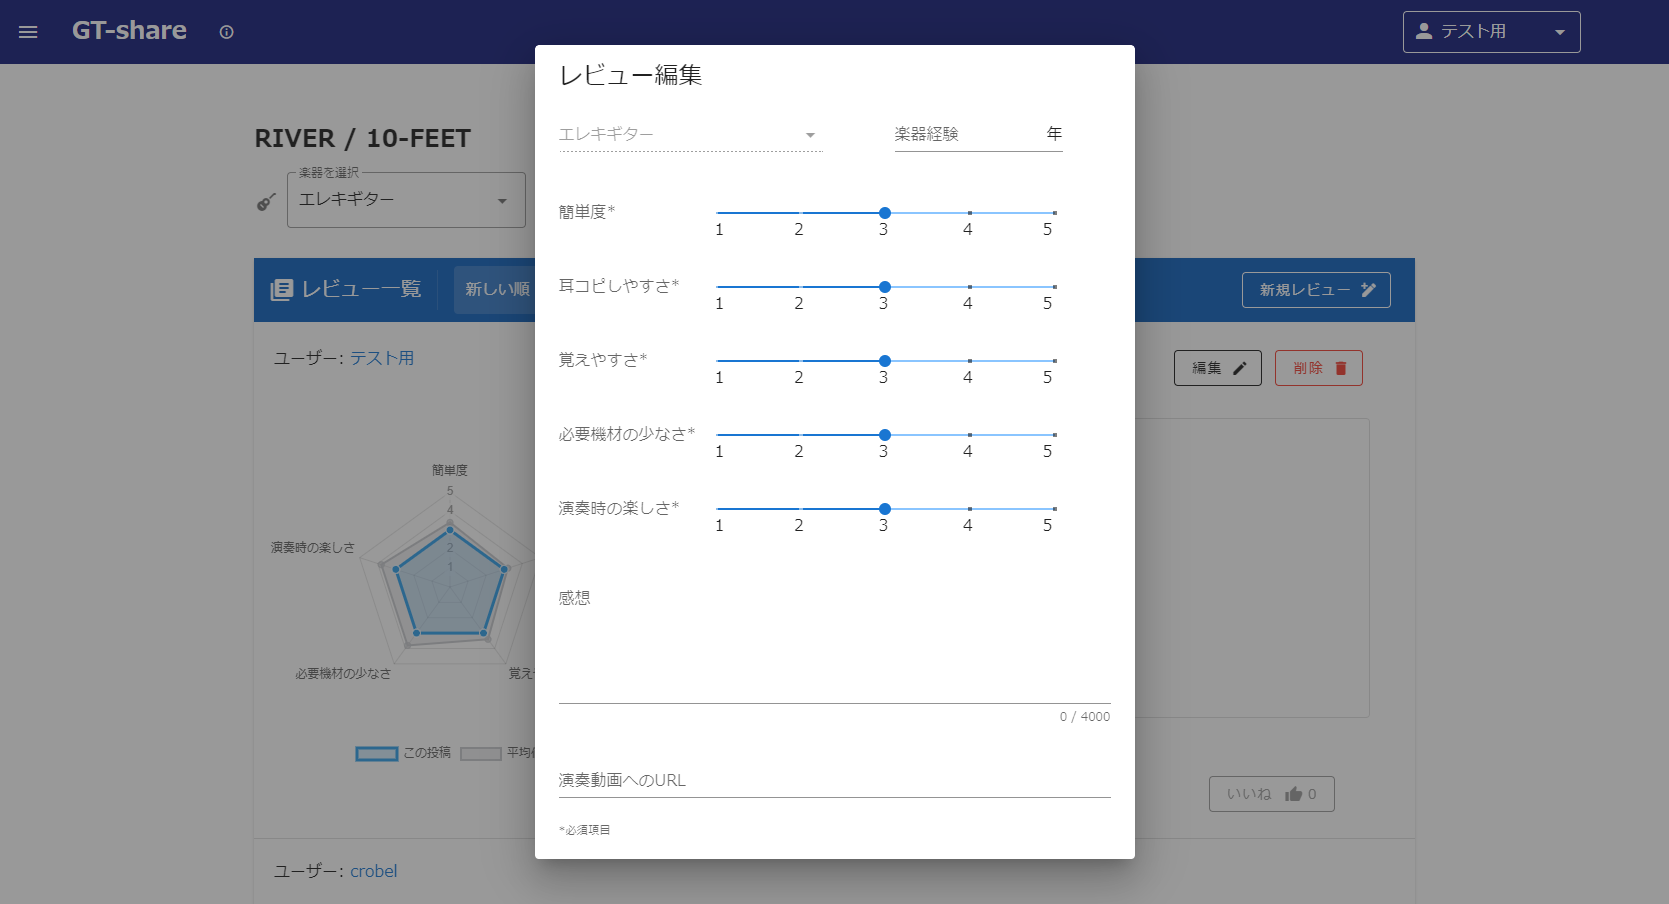 GT-share
テスト用
RIVER / 10-FEET
楽器を選択
エレキギター
レビュー一覧
新しい順
新規レビュー
ユーザー: テスト用
編集
削除
簡単度
5
4
2
1
演奏時の楽しさ
必要機材の少なさ
覚え
この投稿
平均
いいね 0
ユーザー: crobel
レビュー編集
エレキギター
楽器経験 年
簡単度*
1 2 3 4 5
耳コピしやすさ*
1 2 3 4 5
覚えやすさ*
1 2 3 4 5
必要機材の少なさ*
1 2 3 4 5
演奏時の楽しさ*
1 2 3 4 5
感想
0 / 4000
演奏動画へのURL
*必須項目